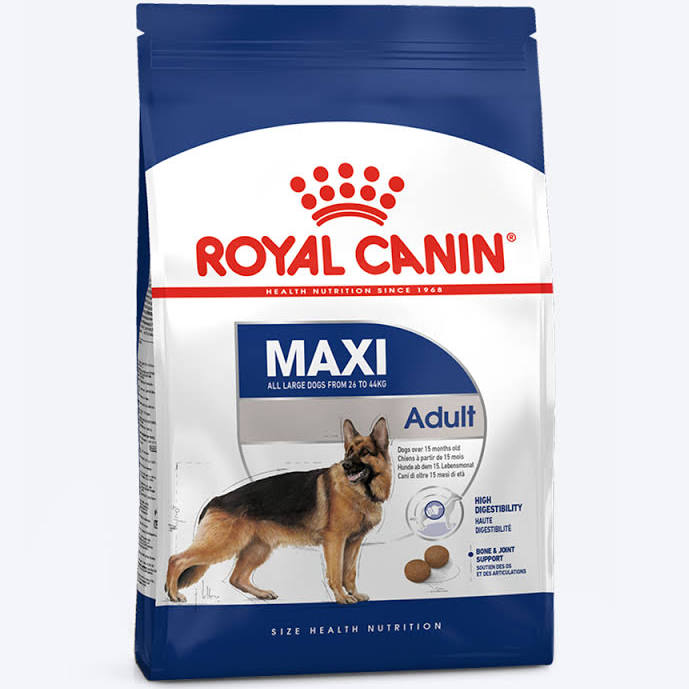 ROYAL CANIN®
HEALTH NUTRITION SINCE 1968
MAXI
ALL LARGE DOGS FROM 26 TO 44KG
Adult
Dogs over 15 months old
Chiens à partir de 15 mois
Hunde ab dem 15. Lebensmonat
Cani di oltre 15 mesi di età
HIGH
DIGESTIBILITY
HAUTE
DIGESTIBILITÉ
BONE & JOINT
SUPPORT
SOUTIEN DES OS
ET DES ARTICULATIONS
SIZE HEALTH NUTRITION